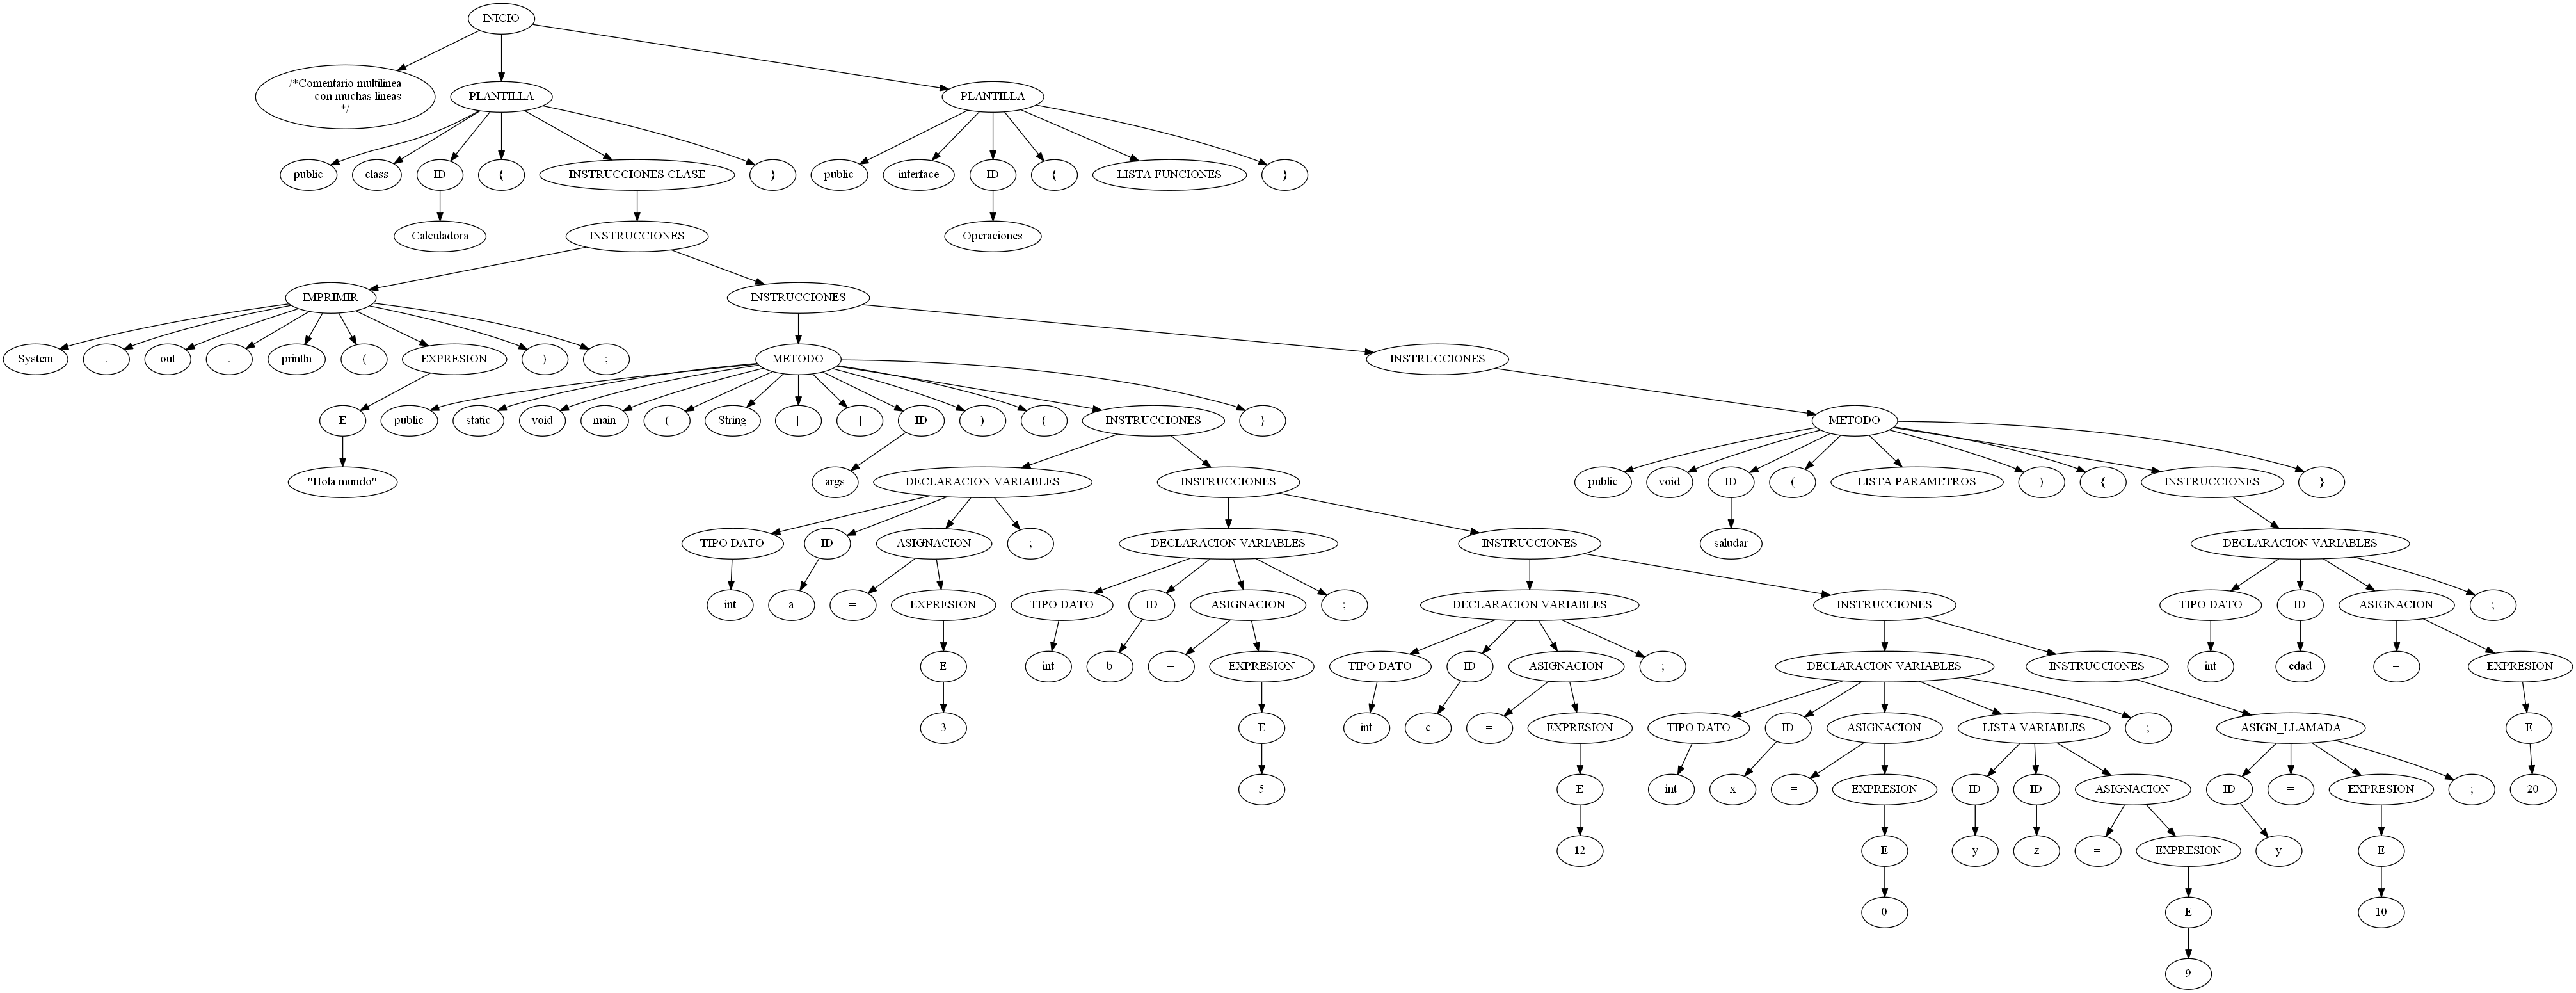 INICIO
/*Comentario multilinea
con muchas lineas
*/
PLANTILLA
PLANTILLA
public
class
ID
{
INSTRUCCIONES CLASE
}
public
interface
ID
{
LISTA FUNCIONES
}
Calculadora
INSTRUCCIONES
Operaciones
IMPRIMIR
INSTRUCCIONES
System
.
out
.
println
(
EXPRESION
)
;
METODO
INSTRUCCIONES
E
public
static
void
main
(
String
[
]
ID
)
{
INSTRUCCIONES
}
METODO
"Hola mundo"
args
DECLARACION VARIABLES
INSTRUCCIONES
public
void
ID
(
LISTA PARAMETROS
)
{
INSTRUCCIONES
}
TIPO DATO
ID
ASIGNACION
;
DECLARACION VARIABLES
INSTRUCCIONES
saludar
DECLARACION VARIABLES
int
a
=
EXPRESION
TIPO DATO
ID
ASIGNACION
;
DECLARACION VARIABLES
INSTRUCCIONES
TIPO DATO
ID
ASIGNACION
;
E
int
b
=
EXPRESION
TIPO DATO
ID
ASIGNACION
;
DECLARACION VARIABLES
INSTRUCCIONES
int
edad
=
EXPRESION
3
E
int
c
=
EXPRESION
TIPO DATO
ID
ASIGNACION
LISTA VARIABLES
;
ASIGN_LLAMADA
E
5
E
int
x
=
EXPRESION
ID
ID
ASIGNACION
ID
=
EXPRESION
;
20
12
E
y
z
=
EXPRESION
y
E
0
E
10
9